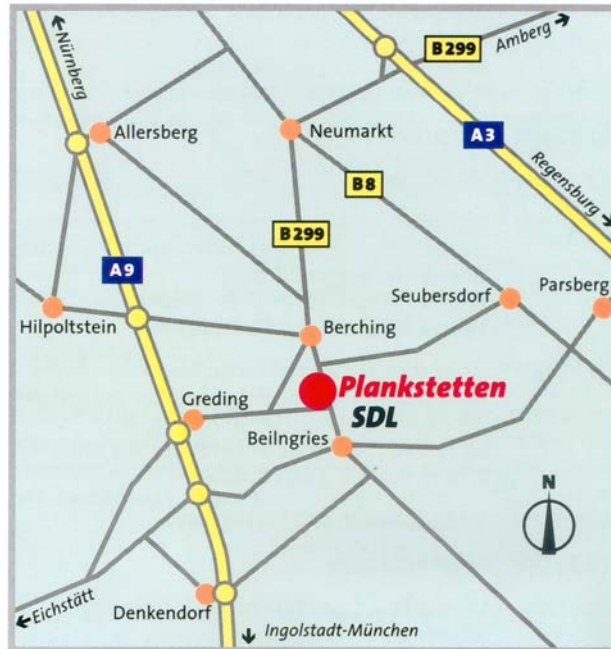 Nürnberg
B299
Amberg
Allersberg
Neumarkt
A3
B8
Regensburg
B299
A9
Seubersdorf
Parsberg
Hilpoltstein
Berching
Plankstetten
SDL
Greding
Beilngries
N
Eichstätt
Denkendorf
Ingolstadt-München